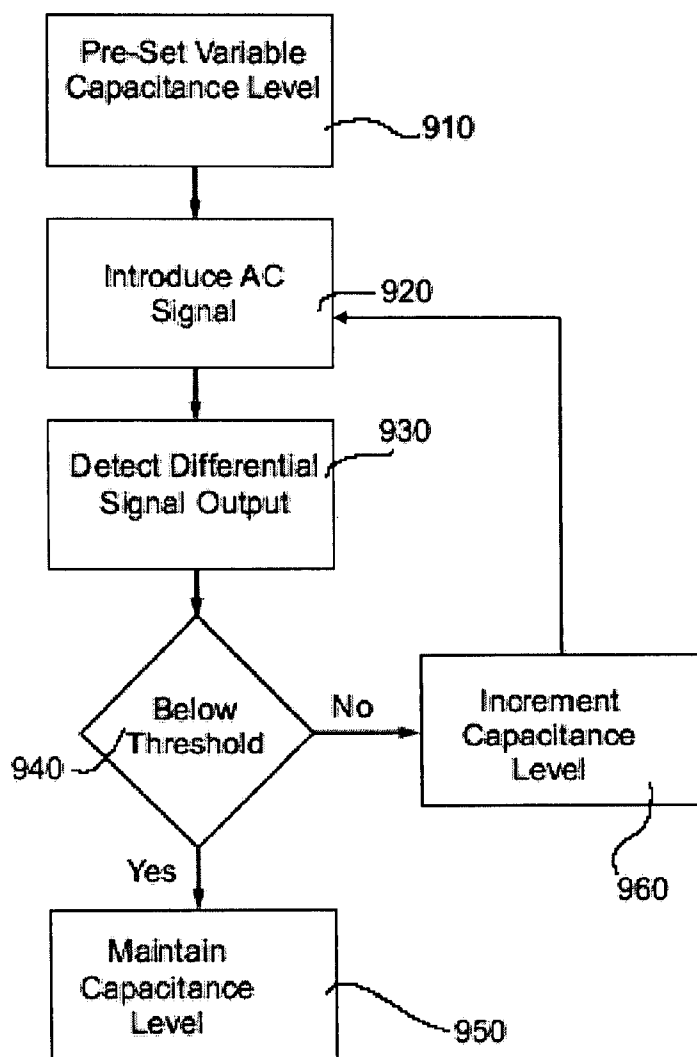 Pre-Set Variable
Capacitance Level
910
Introduce AC
Signal
920
930
Detect Differential
Signal Output
Below
Threshold
940
No
Increment
Capacitance
Level
960
Yes
Maintain
Capacitance
Level
950